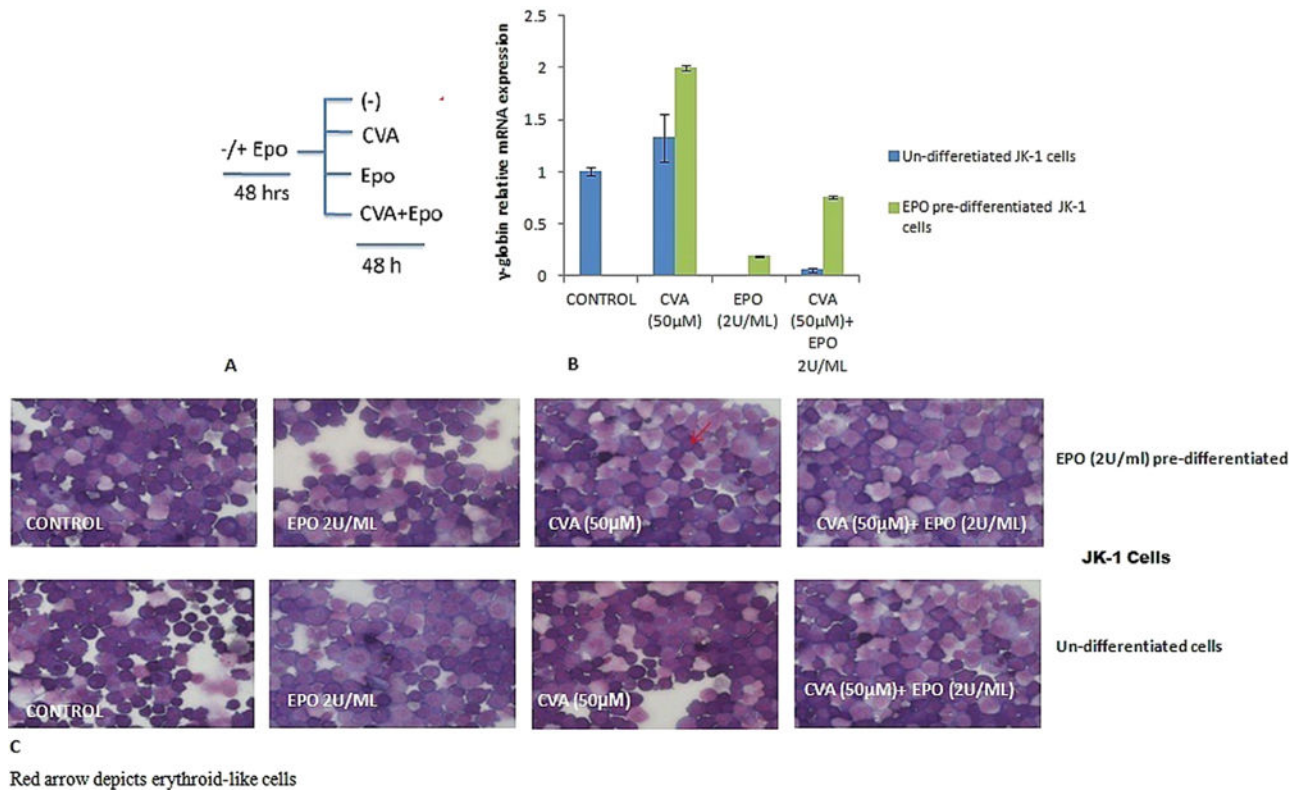 -/+ Epo
48 hrs
(-)
CVA
Epo
CVA+Epo
48 h
A
γ-globin relative mRNA expression
2.5
2
1.5
1
0.5
0
CONTROL
CVA
(50µM)
EPO
(2U/ML)
CVA
(50µM)+
EPO
2U/ML
Un-differetiated JK-1 cells
EPO pre-differentiated JK-1
cells
B
CONTROL
EPO 2U/ML
CVA (50µM)
CVA (50µM)+ EPO (2U/ML)
EPO (2U/ml) pre-differentiated
JK-1 Cells
CONTROL
EPO 2U/ML
CVA (50µM)
CVA (50µM)+ EPO (2U/ML)
Un-differentiated cells
C
Red arrow depicts erythroid-like cells